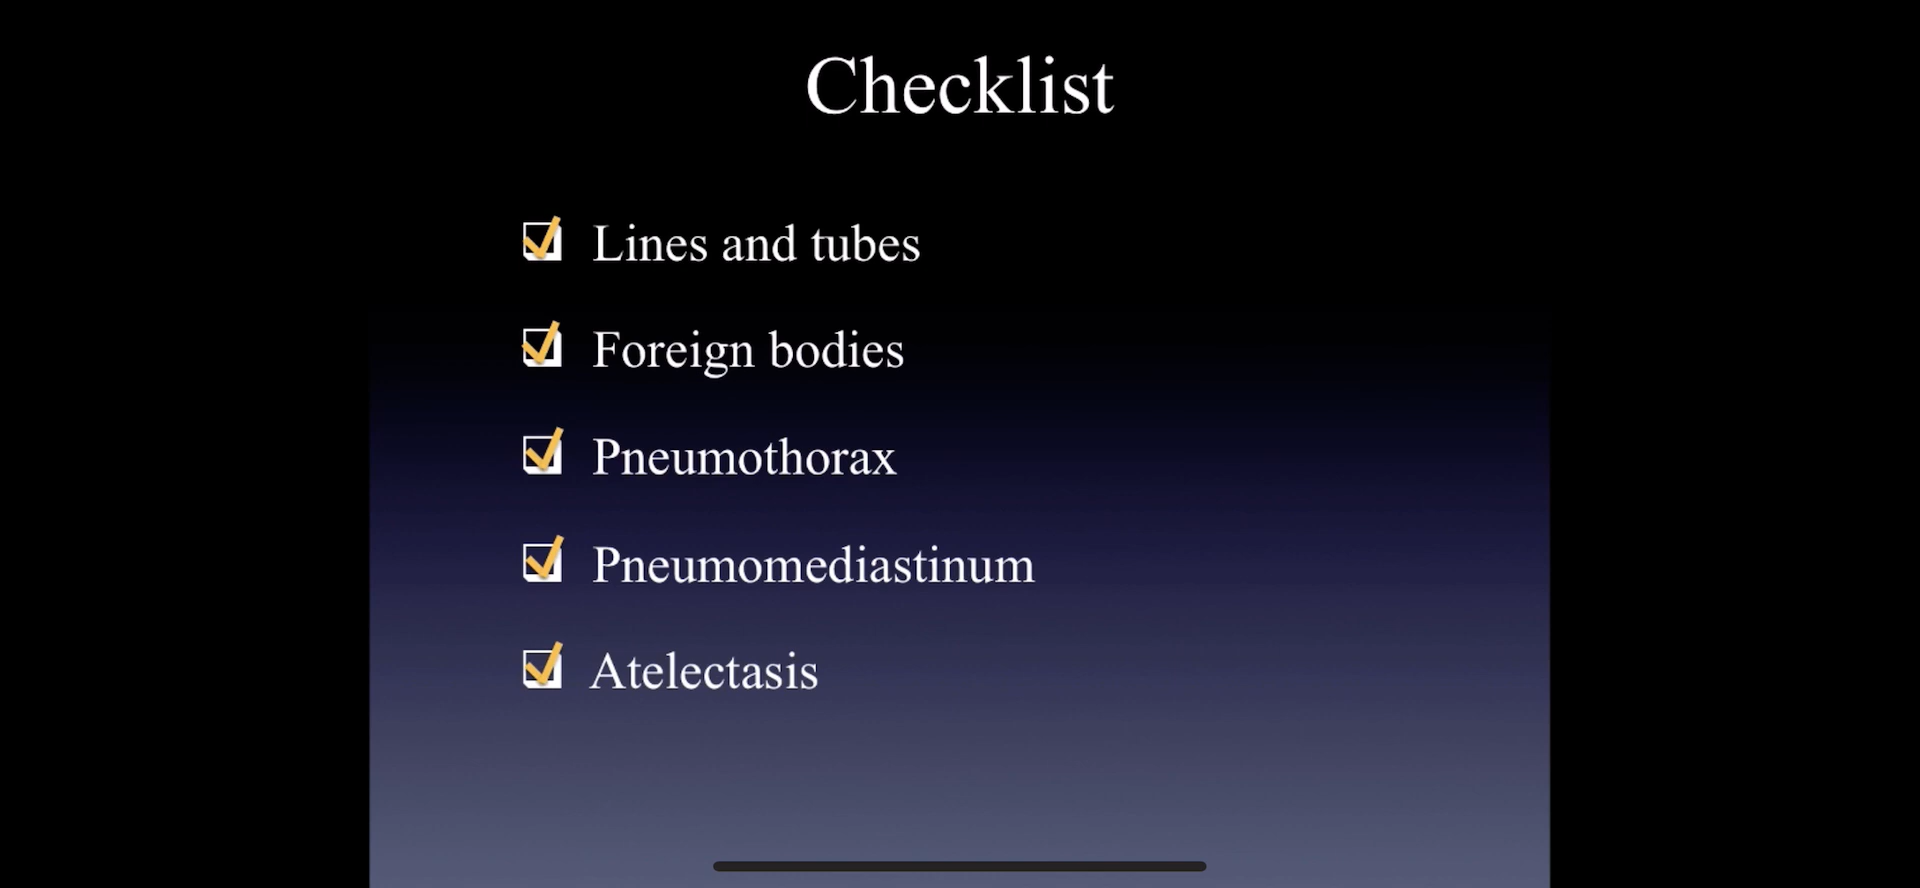 Checklist
Lines and tubes
Foreign bodies
Pneumothorax
Pneumomediastinum
Atelectasis